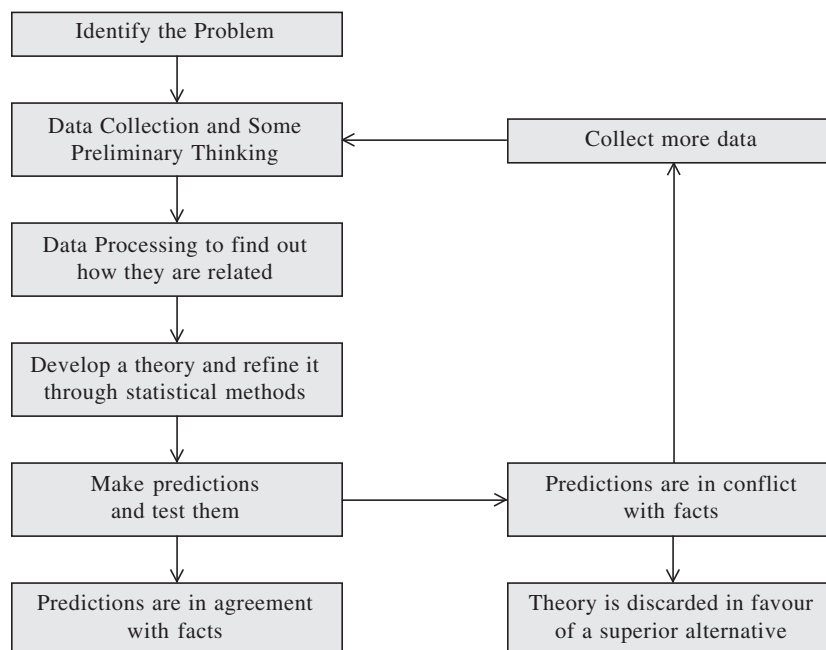 Identify the Problem
Data Collection and Some
Preliminary Thinking
Collect more data
Data Processing to find out
how they are related
Develop a theory and refine it
through statistical methods
Make predictions
and test them
Predictions are in conflict
with facts
Predictions are in agreement
with facts
Theory is discarded in favour
of a superior alternative